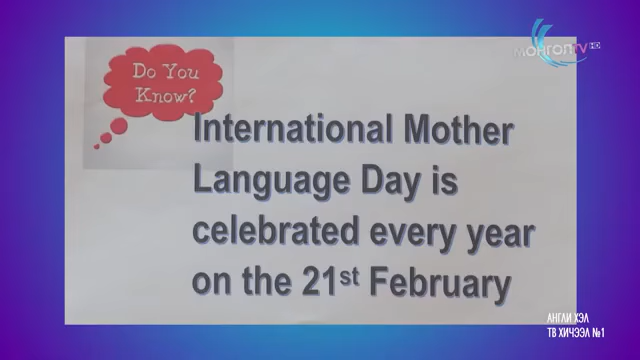 МОНГОЛ TV HD
Do You
Know?
International Mother
Language Day is
celebrated every year
on the 21st February
АНГЛИ ХЭЛ
ТВ ХИЧЭЭЛ №1